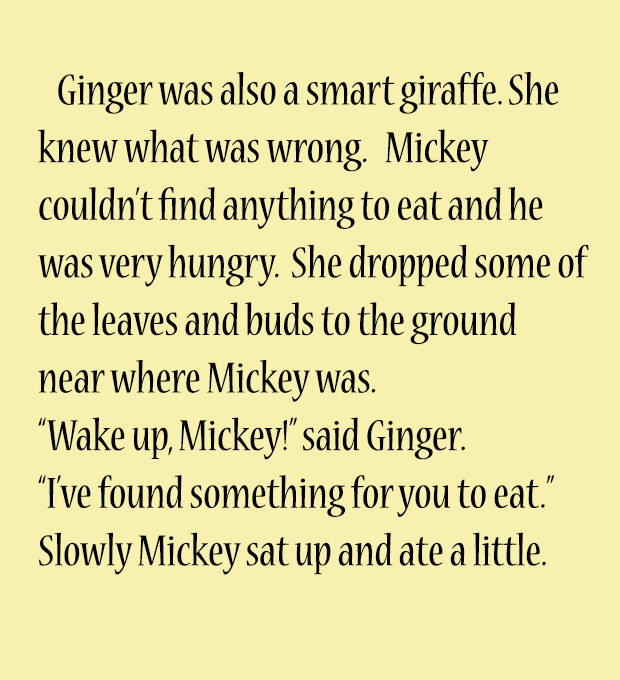 Ginger was also a smart giraffe. She
knew what was wrong.  Mickey
couldn't find anything to eat and he
was very hungry.  She dropped some of
the leaves and buds to the ground
near where Mickey was.
“Wake up, Mickey!” said Ginger.
“I've found something for you to eat.”
Slowly Mickey sat up and ate a little.